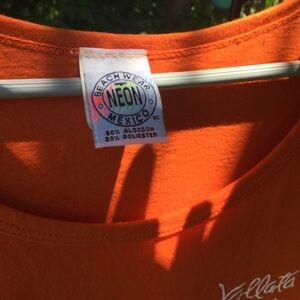 BEACH WEAR
NEON
MEXICO
80% ALGODON
20% POLIESTER